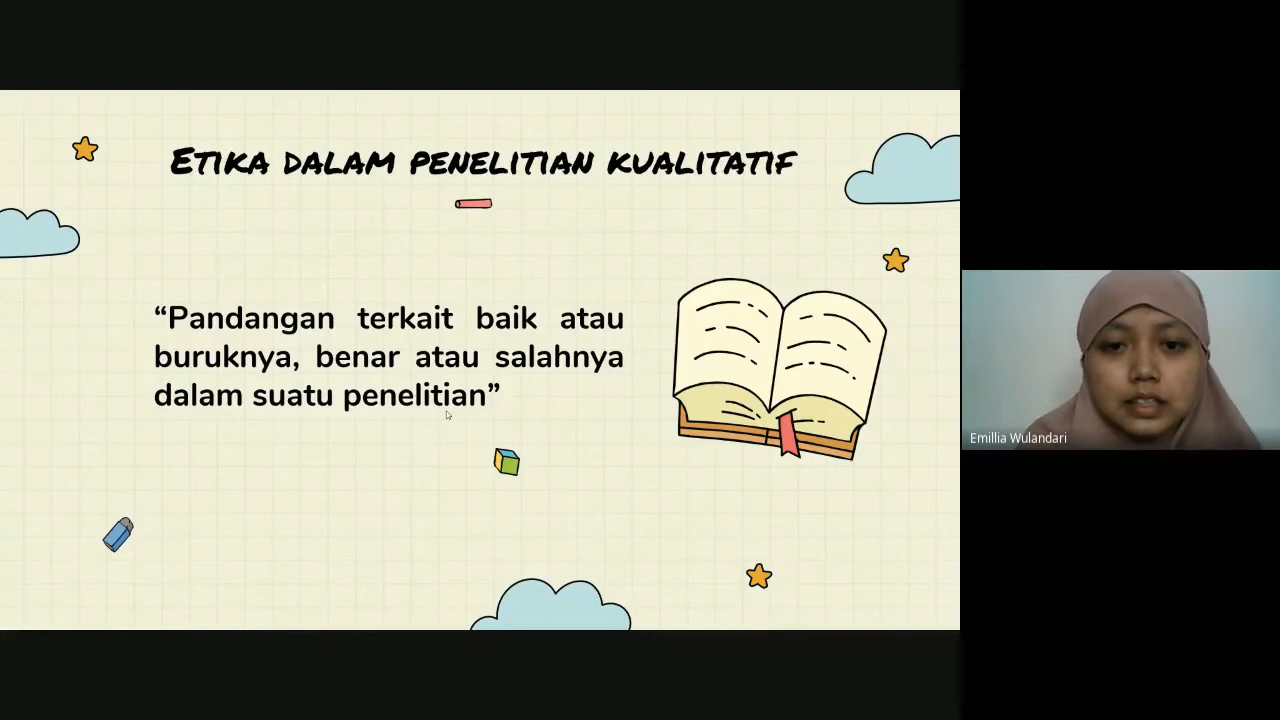 ETIKA DALAM PENELITIAN KUALITATIF
“Pandangan terkait baik atau
buruknya, benar atau salahnya
dalam suatu penelitian”
Emillia Wulandari